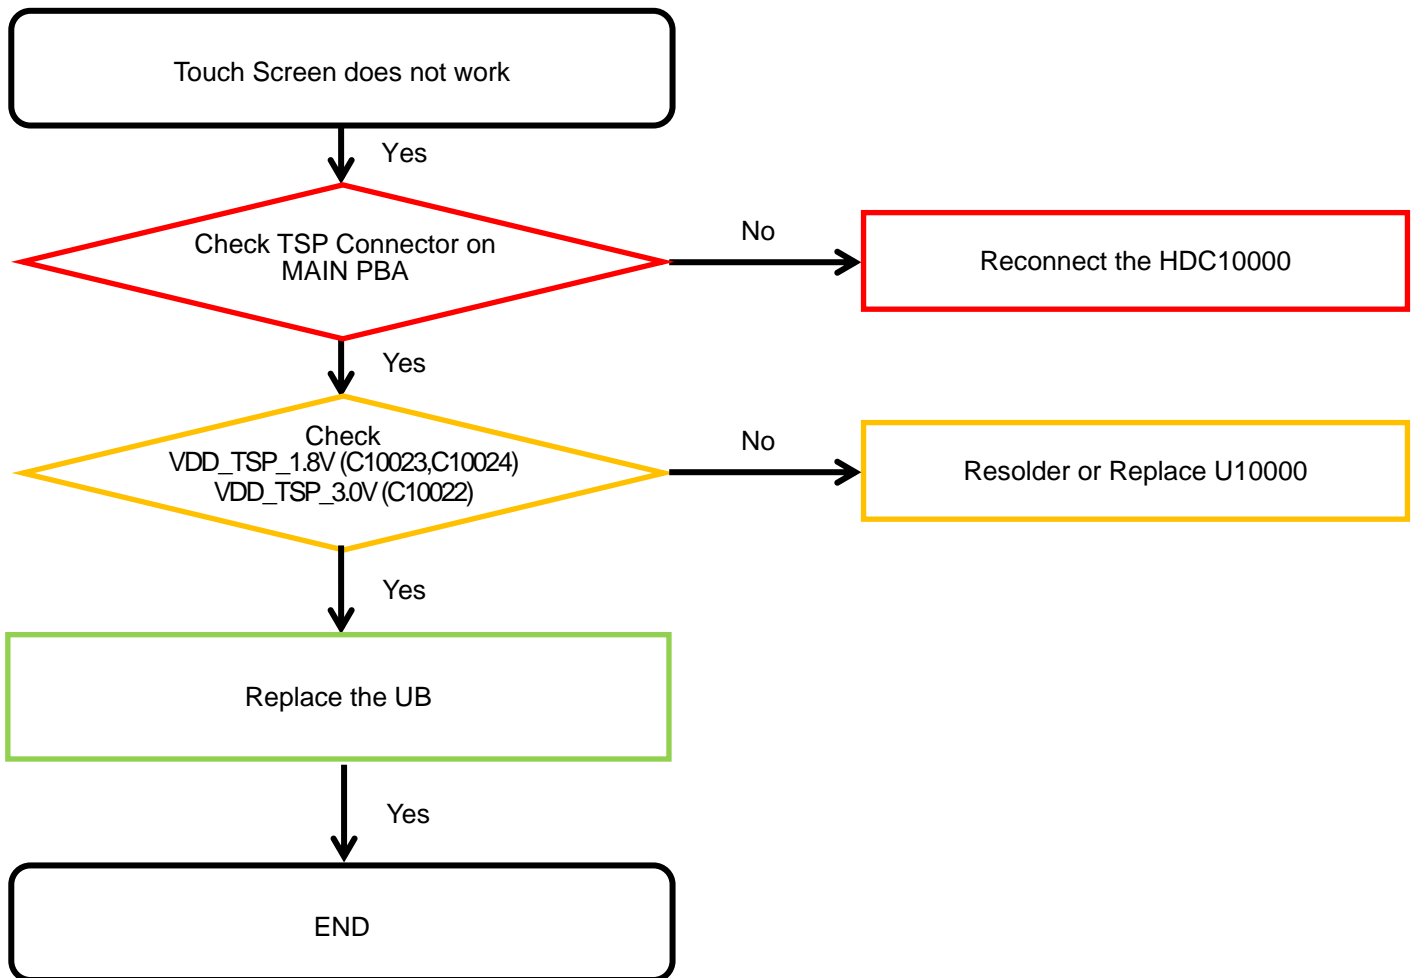 Touch Screen does not work
Yes
Check TSP Connector on
MAIN PBA
No
Reconnect the HDC10000
Yes
Check
VDD_TSP_1.8V (C10023,C10024)
VDD_TSP_3.0V (C10022)
No
Resolder or Replace U10000
Yes
Replace the UB
Yes
END